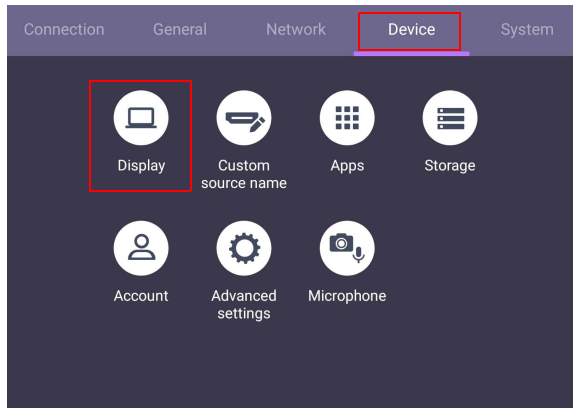 Connection General Network Device System
Display Custom source name Apps Storage
Account Advanced settings Microphone